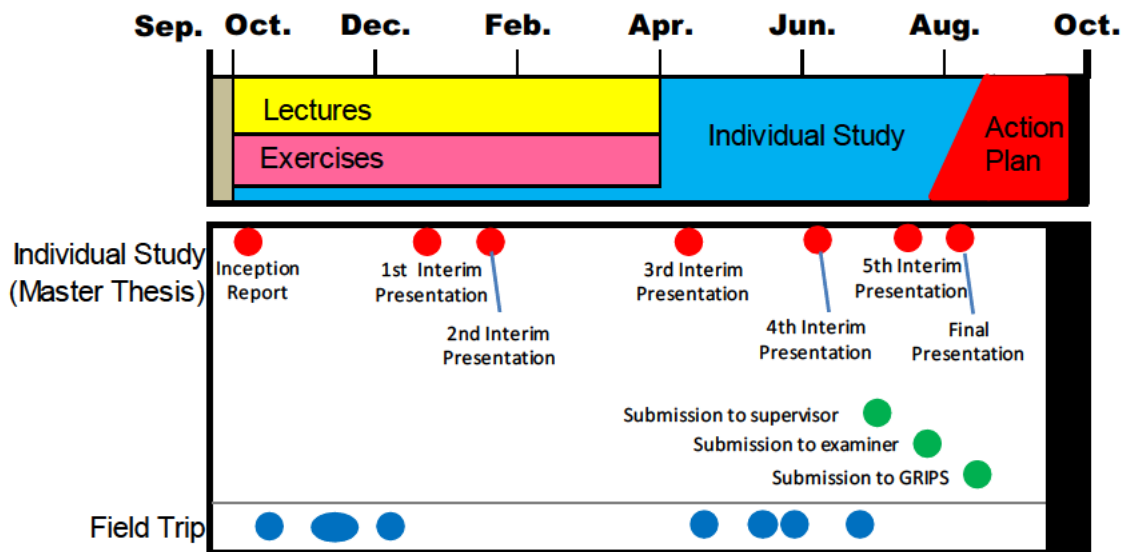 Sep. Oct. Dec. Feb. Apr. Jun. Aug. Oct.
Lectures
Exercises
Individual Study
Action
Plan
Individual Study
(Master Thesis)
Inception
Report
1st Interim
Presentation
2nd Interim
Presentation
3rd Interim
Presentation
4th Interim
Presentation
5th Interim
Presentation
Final
Presentation
Submission to supervisor
Submission to examiner
Submission to GRIPS
Field Trip